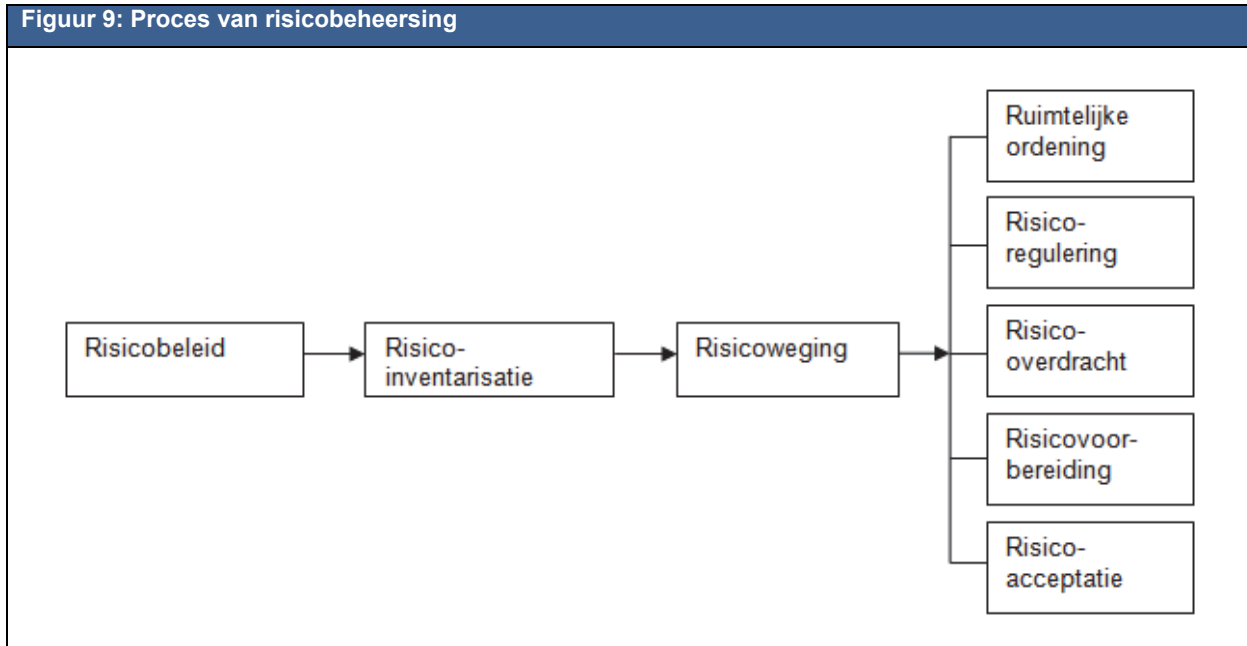 Figuur 9: Proces van risicobeheersing
Risicobeleid
Risico-
inventarisatie
Risicoweging
Ruimtelijke
ordening
Risico-
regulering
Risico-
overdracht
Risicovoor-
bereiding
Risico-
acceptatie